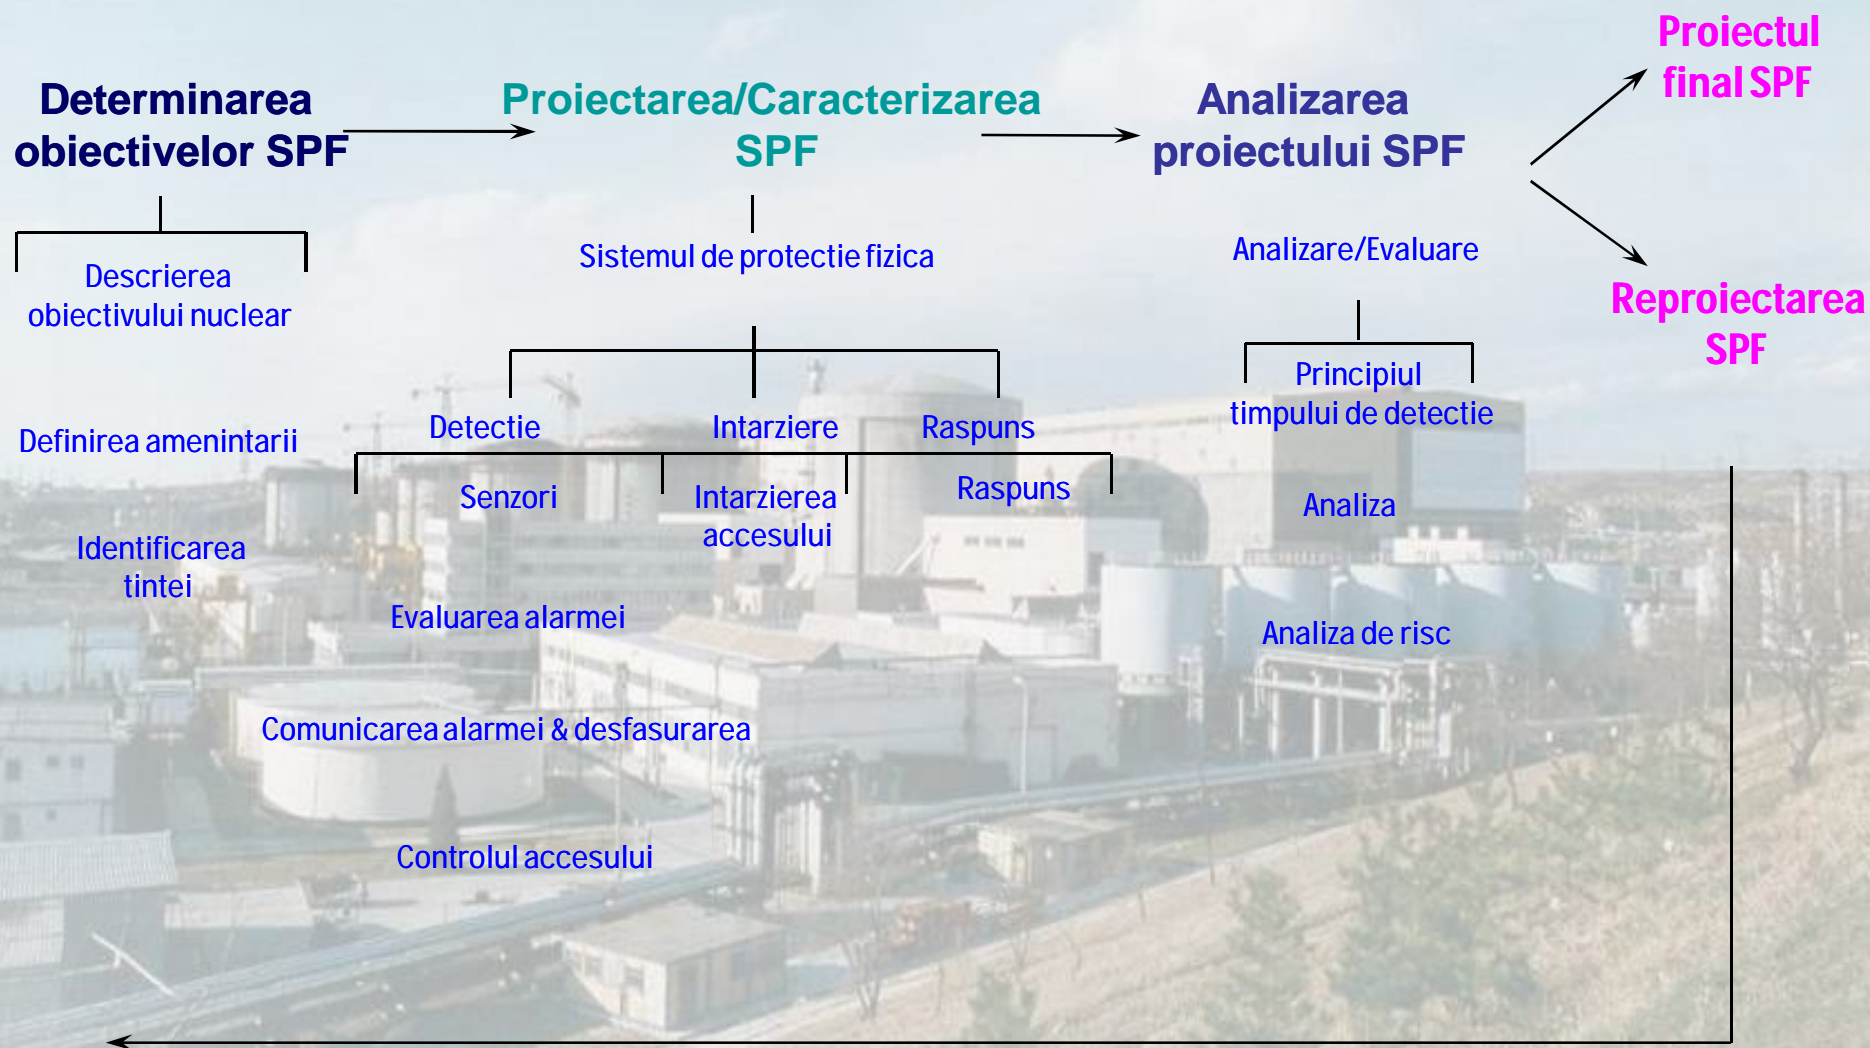 Determinarea
obiectivelor SPF
Proiectarea/Caracterizarea
SPF
Analizarea
proiectului SPF
Proiectul
final SPF
Reproiectarea
SPF
Descrierea
obiectivului nuclear
Definirea amenintarii
Identificarea
tintei
Sistemul de protectie fizica
Detectie
Intarziere
Raspuns
Senzori
Intarzierea
accesului
Raspuns
Evaluarea alarmei
Comunicarea alarmei & desfasurarea
Controlul accesului
Analizare/Evaluare
Principiul
timpului de detectie
Analiza
Analiza de risc